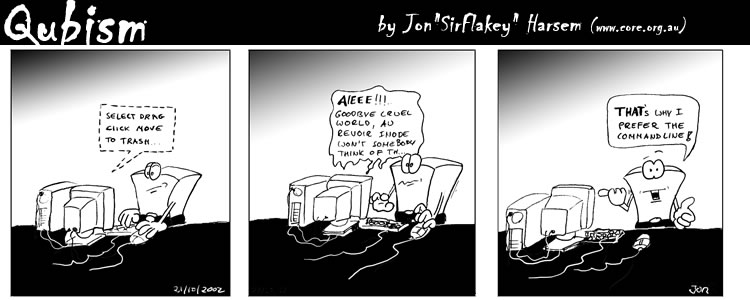 Qubism
by Jon"SirFlakey" Harsem (www.core.org.au)
SELECT DRAG
CLICK MOVE
TO TRASH...
AIEEE!!!
GOODBYE CRUEL
WORLD, AU
REVOIR INODE
WON'T SOMEBODY
THINK OF TH...
THAT'S WHY I
PREFER THE
COMMANDLINE!
21/10/2002
JON